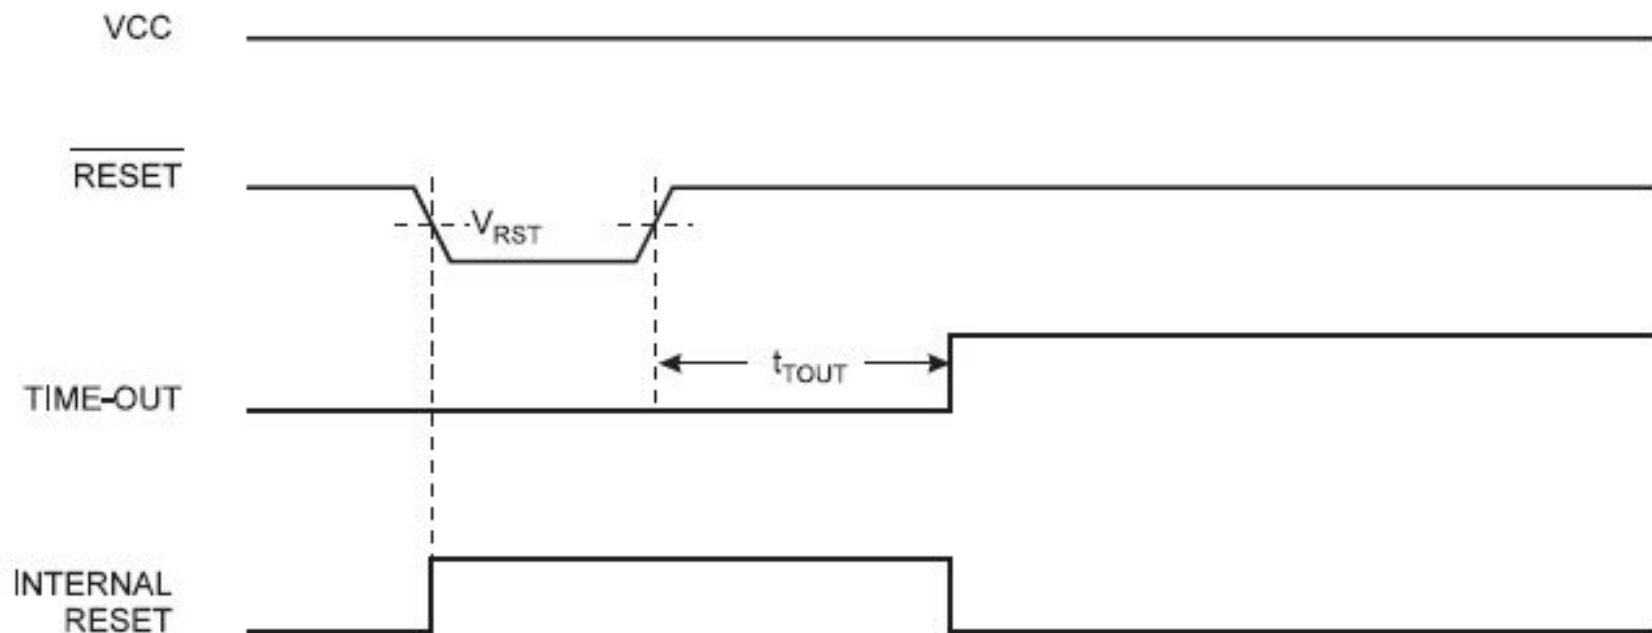 VCC
RESET
VRST
tTOUT
TIME-OUT
INTERNAL
RESET